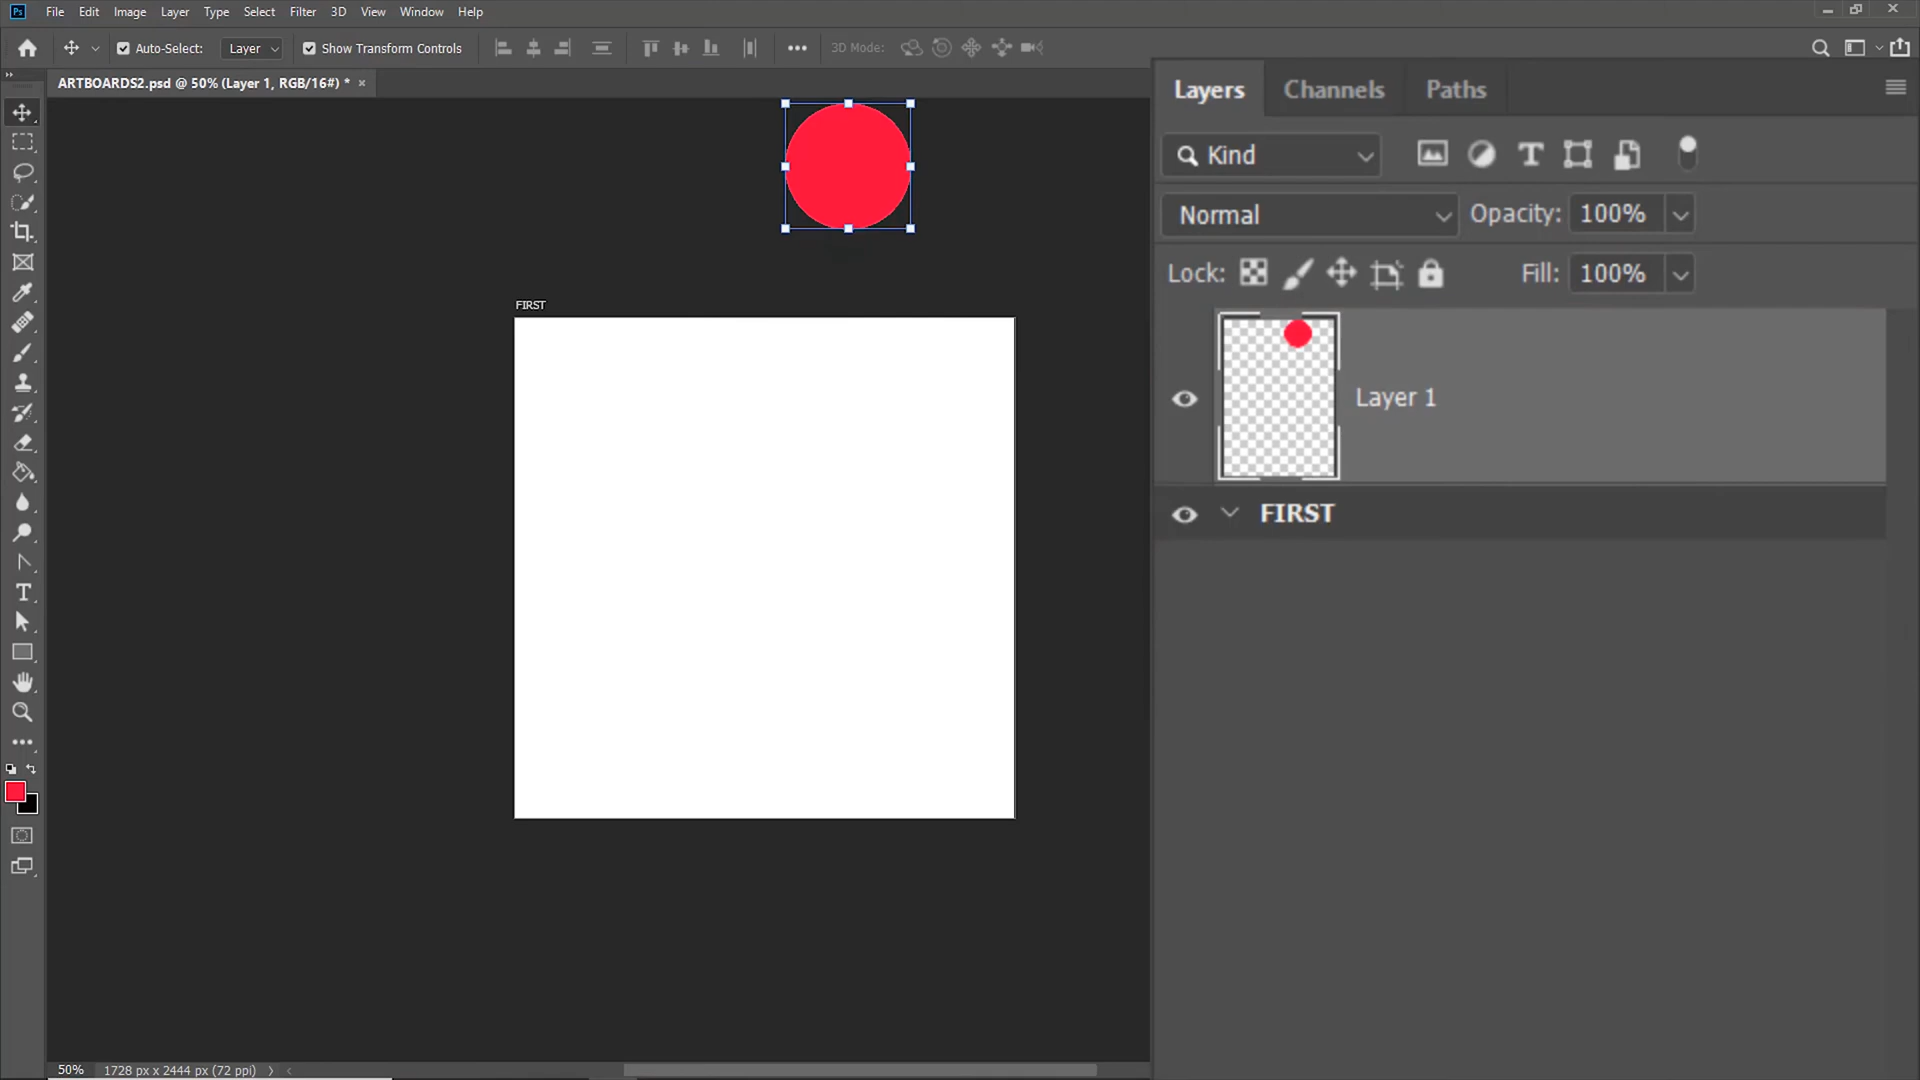 Ps File Edit Image Layer Type Select Filter 3D View Window Help
Auto-Select: Layer Show Transform Controls 3D Mode:
ARTBOARDS2.psd @ 50% (Layer 1, RGB/16#) * ×
Layers Channels Paths
Kind
Normal Opacity: 100%
Lock: Fill: 100%
FIRST
Layer 1
FIRST
50% 1728 px x 2444 px (72 ppi)